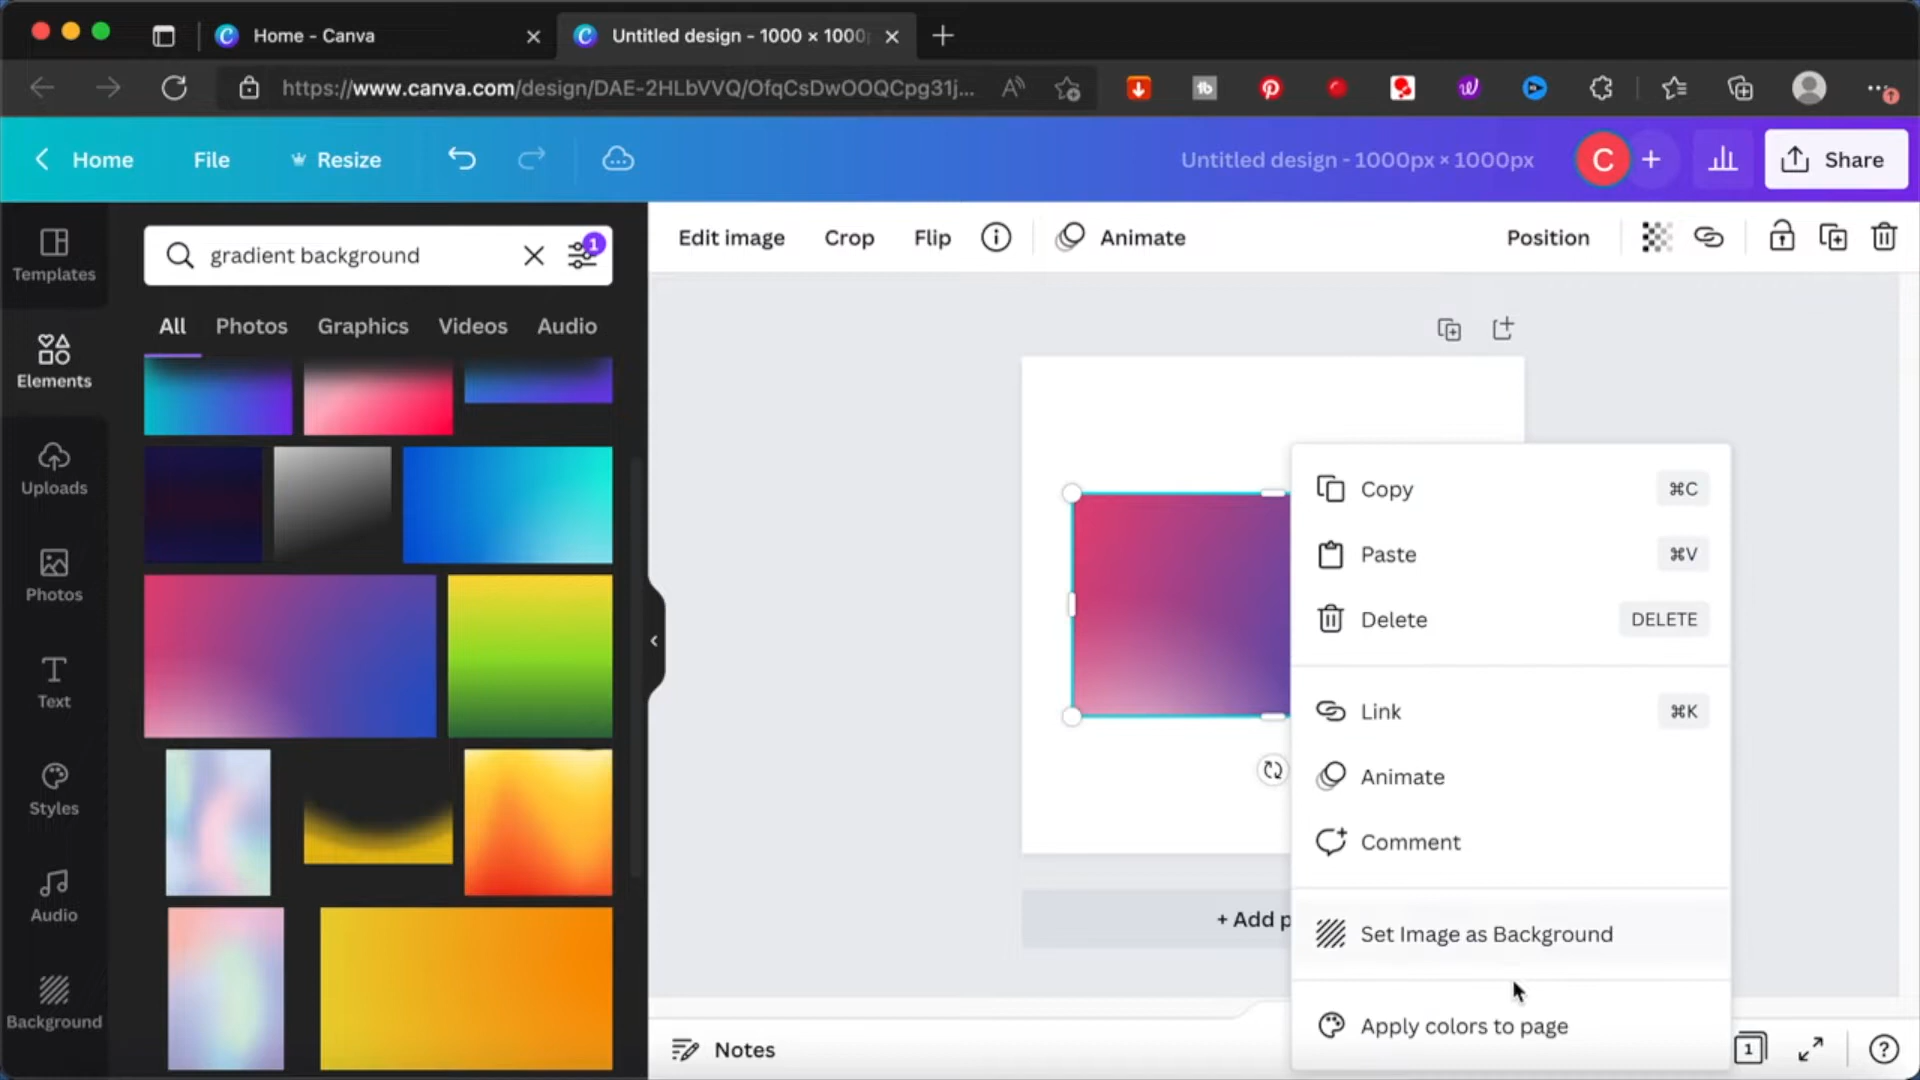 Home - Canva
Untitled design - 1000 × 1000p
https://www.canva.com/design/DAE-2HLbVVQ/OfqCsDwOOQCpg31j...
Home
File
Resize
Untitled design - 1000px × 1000px
C
+
Share
Templates
Elements
Uploads
Photos
Text
Styles
Audio
Background
gradient background
1
All
Photos
Graphics
Videos
Audio
Edit image
Crop
Flip
Animate
Position
Copy
⌘C
Paste
⌘V
Delete
DELETE
Link
⌘K
Animate
Comment
Set Image as Background
Apply colors to page
+ Add p
Notes
1
?